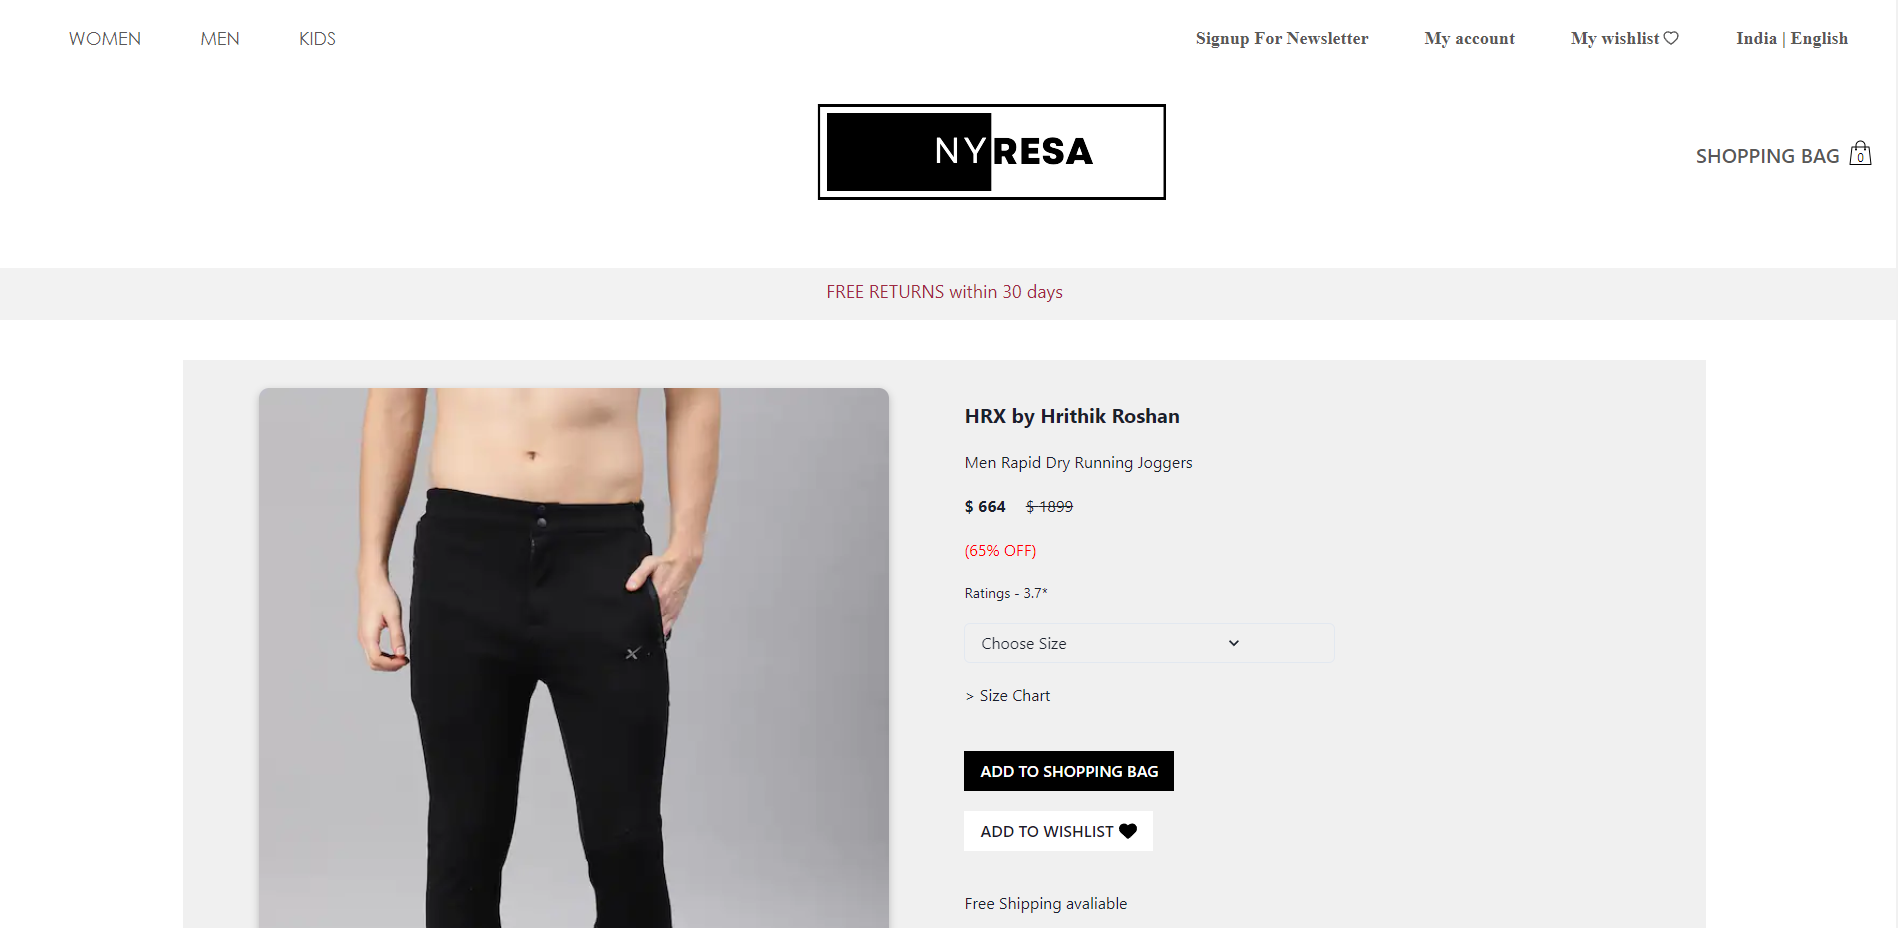 WOMEN MEN KIDS Signup For Newsletter My account My wishlist India | English
NYRESA
SHOPPING BAG 0
FREE RETURNS within 30 days
HRX by Hrithik Roshan
Men Rapid Dry Running Joggers
$ 664 $ 1899
(65% OFF)
Ratings - 3.7*
Choose Size
> Size Chart
ADD TO SHOPPING BAG
ADD TO WISHLIST
Free Shipping avaliable